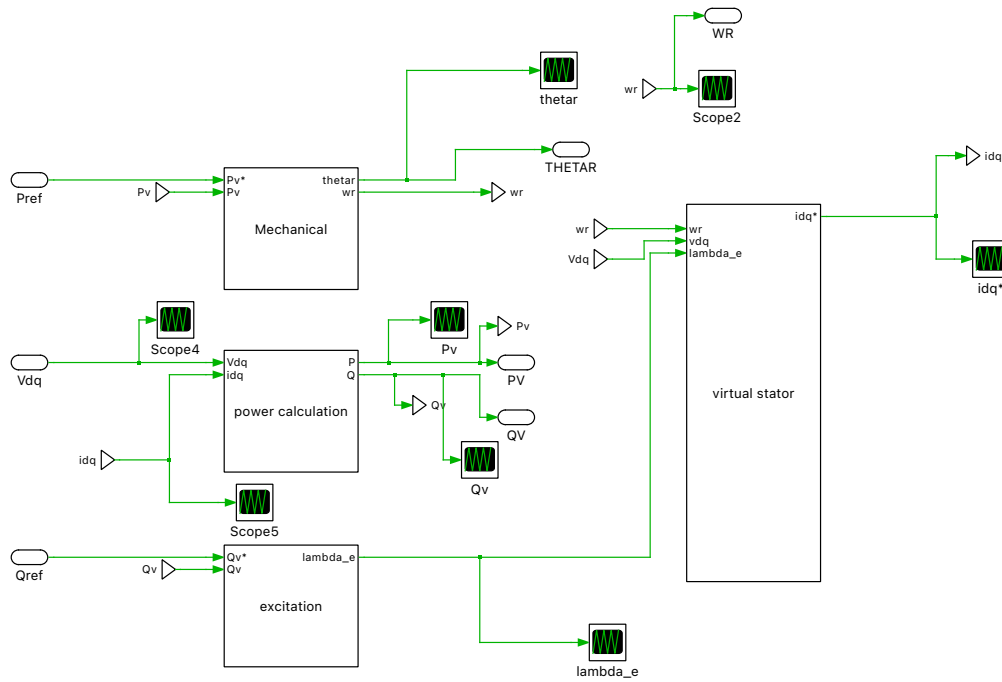 WR
wr
Scope2
thetar
THETAR
idq
Pref
Pv*
Pv
Pv
thetar
wr
wr
Mechanical
wr
Vdq
wr
vdq
lambda_e
idq*
idq*
virtual stator
Scope4
Pv
Pv
Vdq
Vdq
idq
P
Q
PV
power calculation
Qv
QV
idq
Qv
Scope5
Qref
Qv*
Qv
Qv
lambda_e
excitation
lambda_e